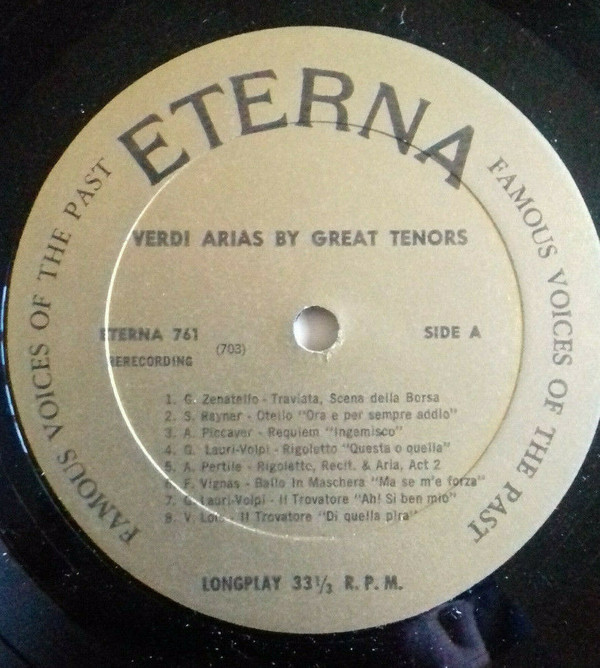 ETERNA
FAMOUS VOICES OF THE PAST
FAMOUS VOICES OF THE PAST
VERDI ARIAS BY GREAT TENORS
ETERNA 761
SIDE A
(703)
RERECORDING
1. G. Zenatello - Traviata, Scena della Borsa
2. S. Rayner - Otello "Ora e per sempre addio"
3. A. Piccaver - Requiem "Ingemisco"
4. G. Lauri-Volpi - Rigoletto "Questa o quella"
5. A. Pertile - Rigoletto, Recit. & Aria, Act 2
6. F. Vignas - Ballo in Maschera "Ma se m'e forza"
7. G. Lauri-Volpi - Il Trovatore "Ah! Si ben mio"
8. V. - Il Trovatore "Di quella pira"
LONGPLAY 33⅓ R.P.M.